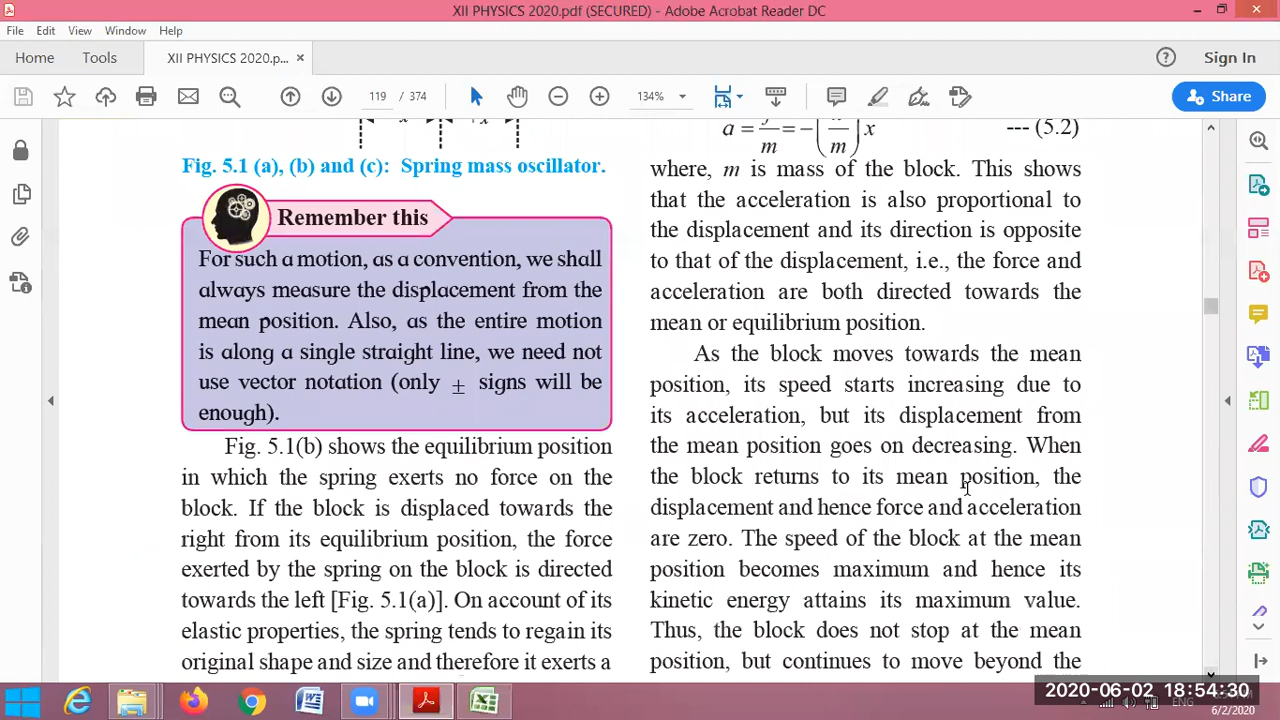 XII PHYSICS 2020.pdf (SECURED) - Adobe Acrobat Reader DC
File Edit View Window Help
Home Tools XII PHYSICS 2020.p... × Sign In
119 / 374 134% Share
Fig. 5.1 (a), (b) and (c): Spring mass oscillator.
Remember this
For such a motion, as a convention, we shall
always measure the displacement from the
mean position. Also, as the entire motion
is along a single straight line, we need not
use vector notation (only ± signs will be
enough).
Fig. 5.1(b) shows the equilibrium position
in which the spring exerts no force on the
block. If the block is displaced towards the
right from its equilibrium position, the force
exerted by the spring on the block is directed
towards the left [Fig. 5.1(a)]. On account of its
elastic properties, the spring tends to regain its
original shape and size and therefore it exerts a
--- (5.2)
where, m is mass of the block. This shows
that the acceleration is also proportional to
the displacement and its direction is opposite
to that of the displacement, i.e., the force and
acceleration are both directed towards the
mean or equilibrium position.
As the block moves towards the mean
position, its speed starts increasing due to
its acceleration, but its displacement from
the mean position goes on decreasing. When
the block returns to its mean position, the
displacement and hence force and acceleration
are zero. The speed of the block at the mean
position becomes maximum and hence its
kinetic energy attains its maximum value.
Thus, the block does not stop at the mean
position, but continues to move beyond the
2020-06-02 18:54:30
ENG
6/2/2020